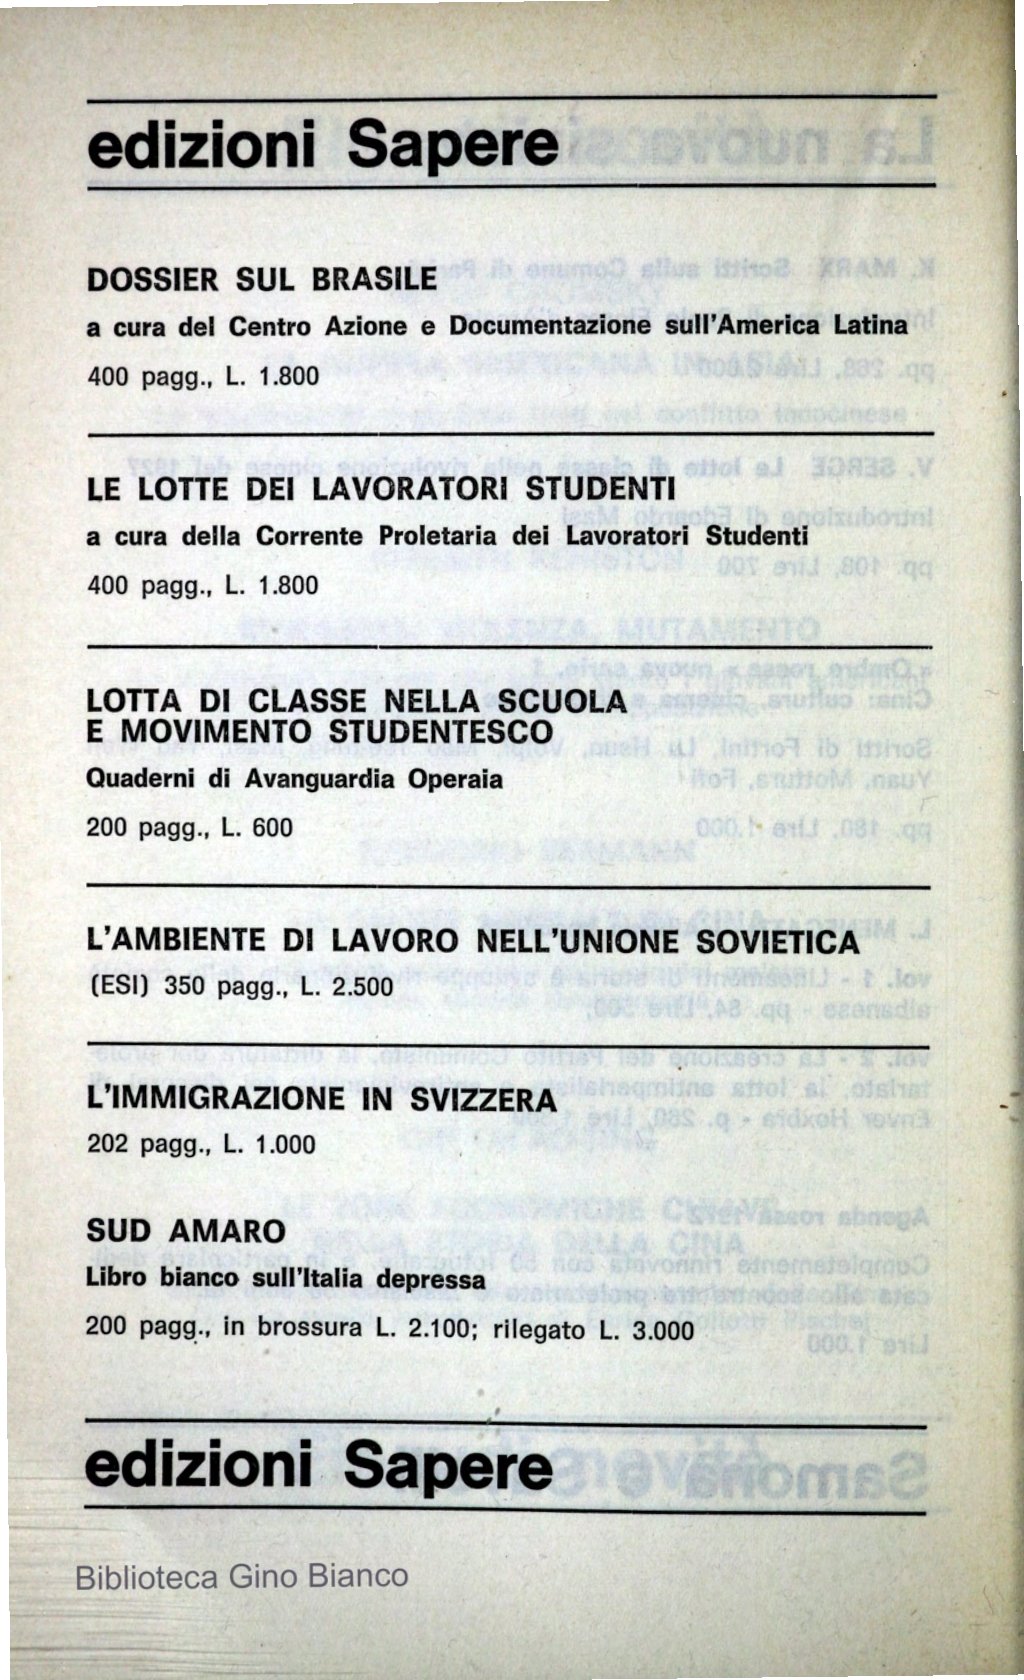 edizioni Sapere
DOSSIER SUL BRASILE
a cura del Centro Azione e Documentazione sull'America Latina
400 pagg., L. 1.800
LE LOTTE DEI LAVORATORI STUDENTI
a cura della Corrente Proletaria dei Lavoratori Studenti
400 pagg., L. 1.800
LOTTA DI CLASSE NELLA SCUOLA
E MOVIMENTO STUDENTESCO
Quaderni di Avanguardia Operaia
200 pagg., L. 600
L'AMBIENTE DI LAVORO NELL'UNIONE SOVIETICA
(ESI) 350 pagg., L. 2.500
L'IMMIGRAZIONE IN SVIZZERA
202 pagg., L. 1.000
SUD AMARO
Libro bianco sull'Italia depressa
200 pagg., in brossura L. 2.100; rilegato L. 3.000
edizioni Sapere
Biblioteca Gino Bianco